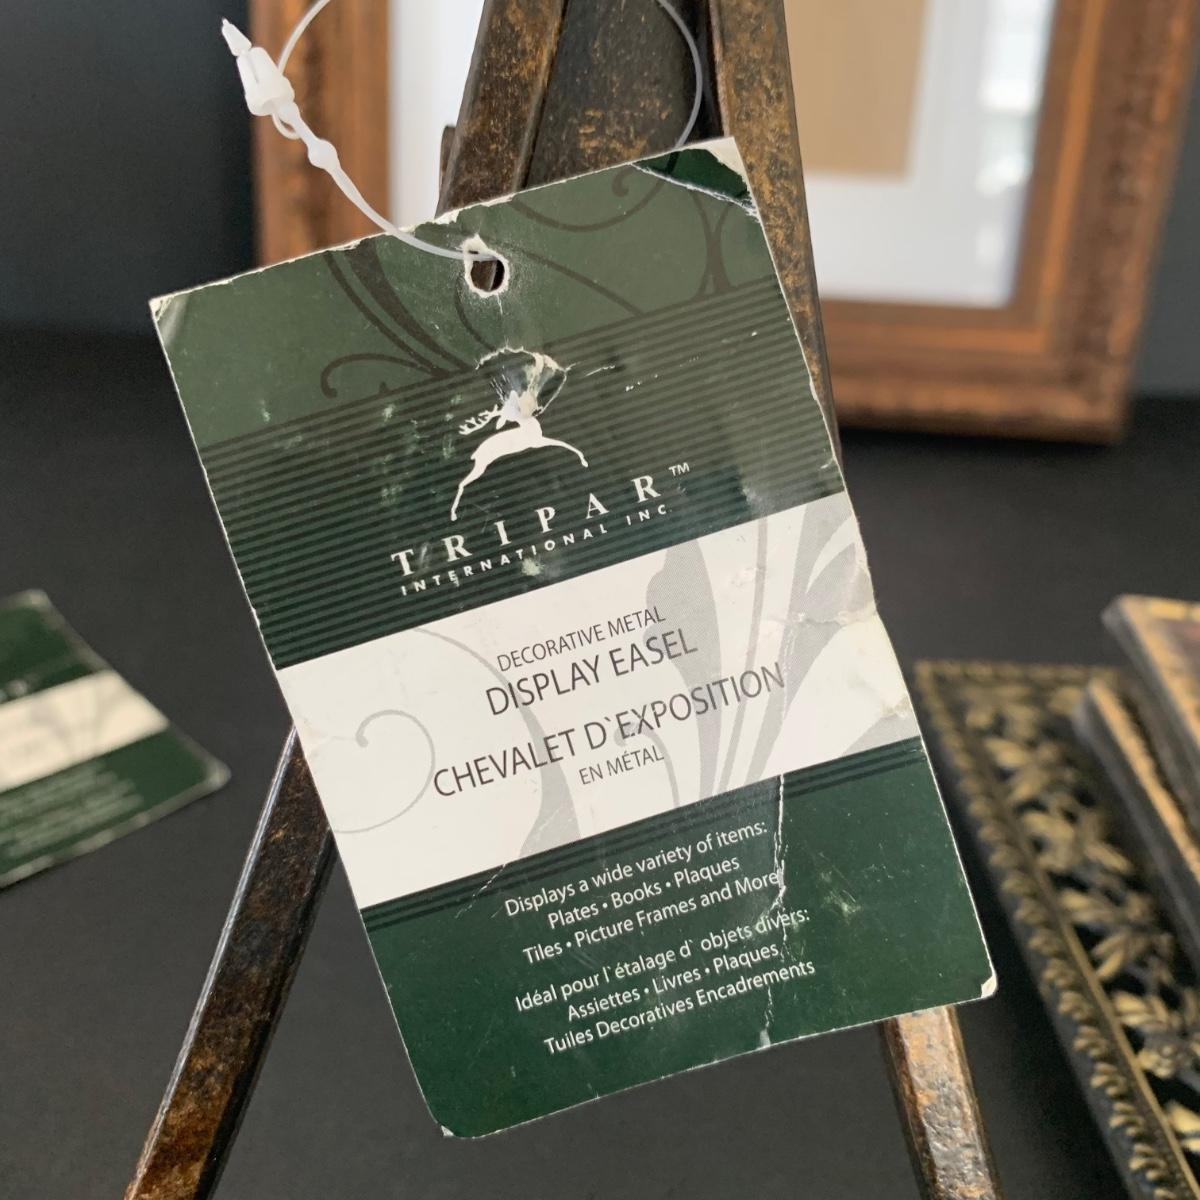 TRIPAR™
INTERNATIONAL INC.
DECORATIVE METAL
DISPLAY EASEL
CHEVALET D`EXPOSITION
EN MÉTAL
Displays a wide variety of items:
Plates • Books • Plaques
Tiles • Picture Frames and More
Idéal pour l`étalage d` objets divers:
Assiettes • Livres • Plaques
Tuiles Decoratives Encadrements